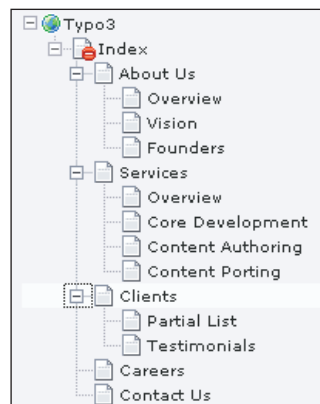 Typo3
Index
About Us
Overview
Vision
Founders
Services
Overview
Core Development
Content Authoring
Content Porting
Clients
Partial List
Testimonials
Careers
Contact Us